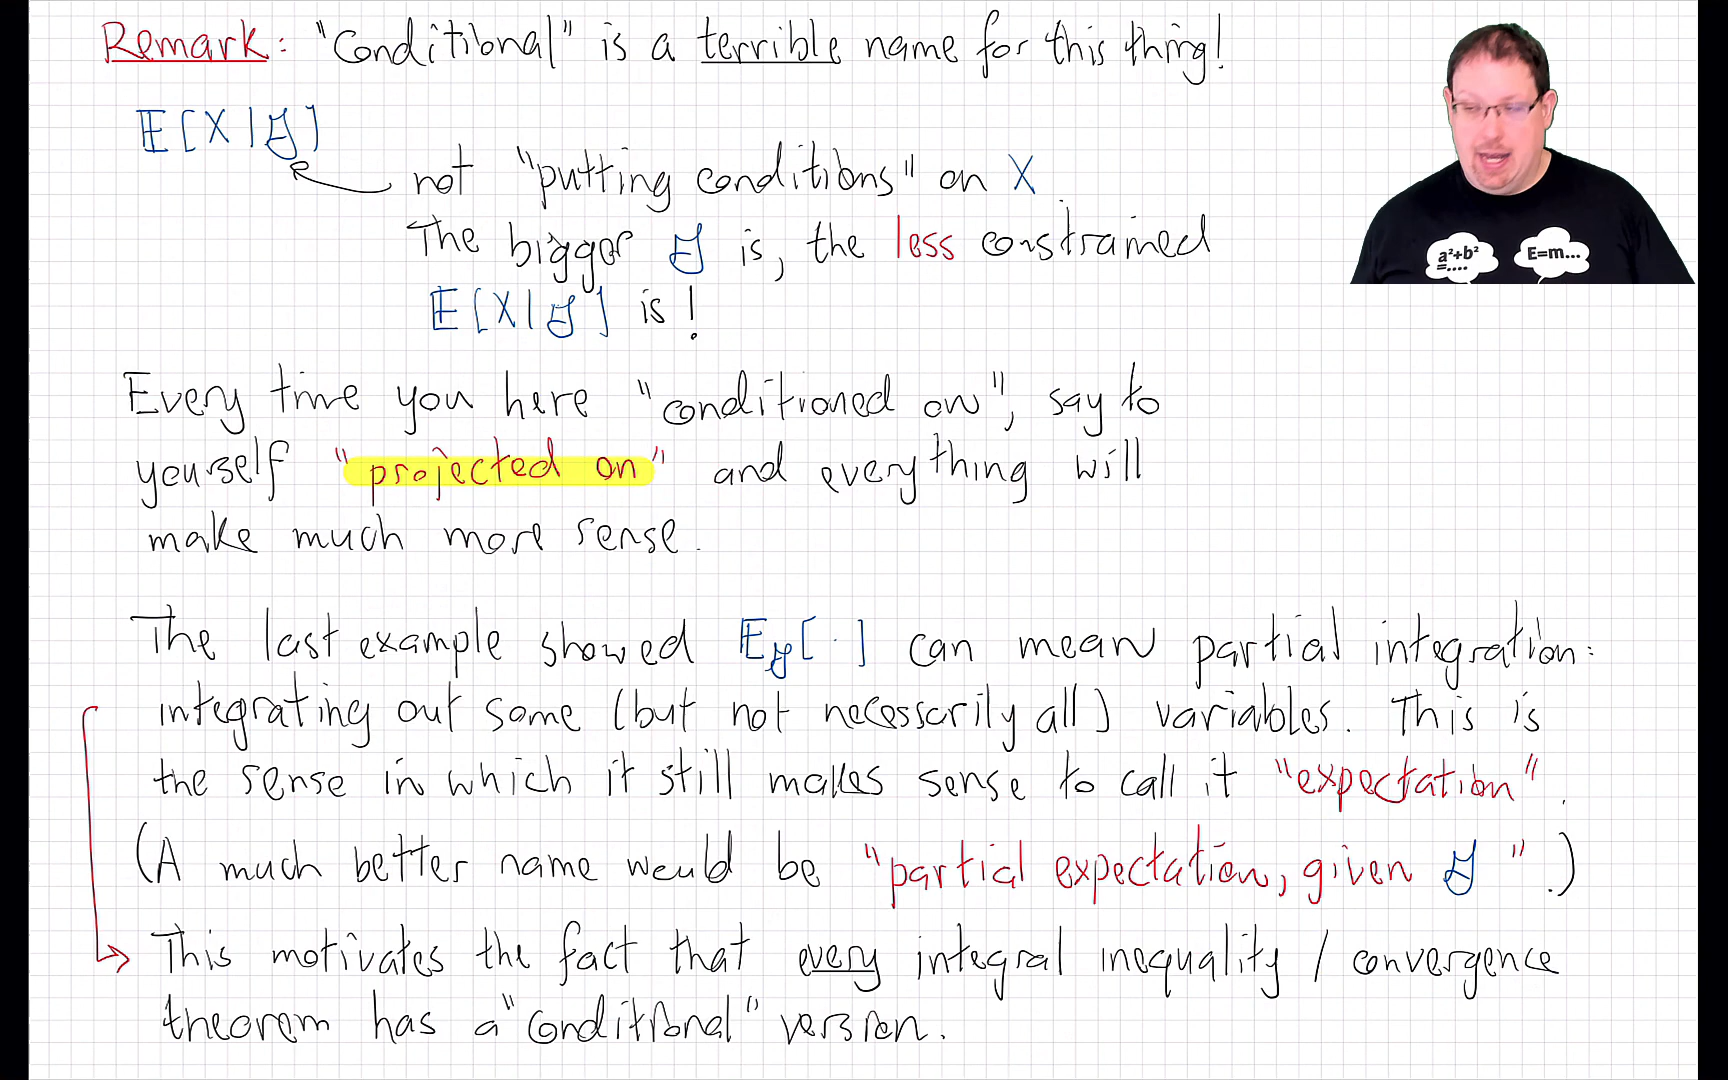 Remark: "Conditional" is a terrible name for this thing!
𝔼[X|𝒢]
not "putting conditions" on X
The bigger 𝒢 is, the less constrained
𝔼[X|𝒢] is!
Every time you here "conditioned on", say to
yourself "projected on" and everything will
make much more sense.
The last example showed 𝔼_𝒢[·] can mean partial integration:
integrating out some (but not necessarily all) variables. This is
the sense in which it still makes sense to call it "expectation".
(A much better name would be "partial expectation, given 𝒢".)
This motivates the fact that every integral inequality / convergence
theorem has a "conditional" version.
a²+b²
=....
E=m...